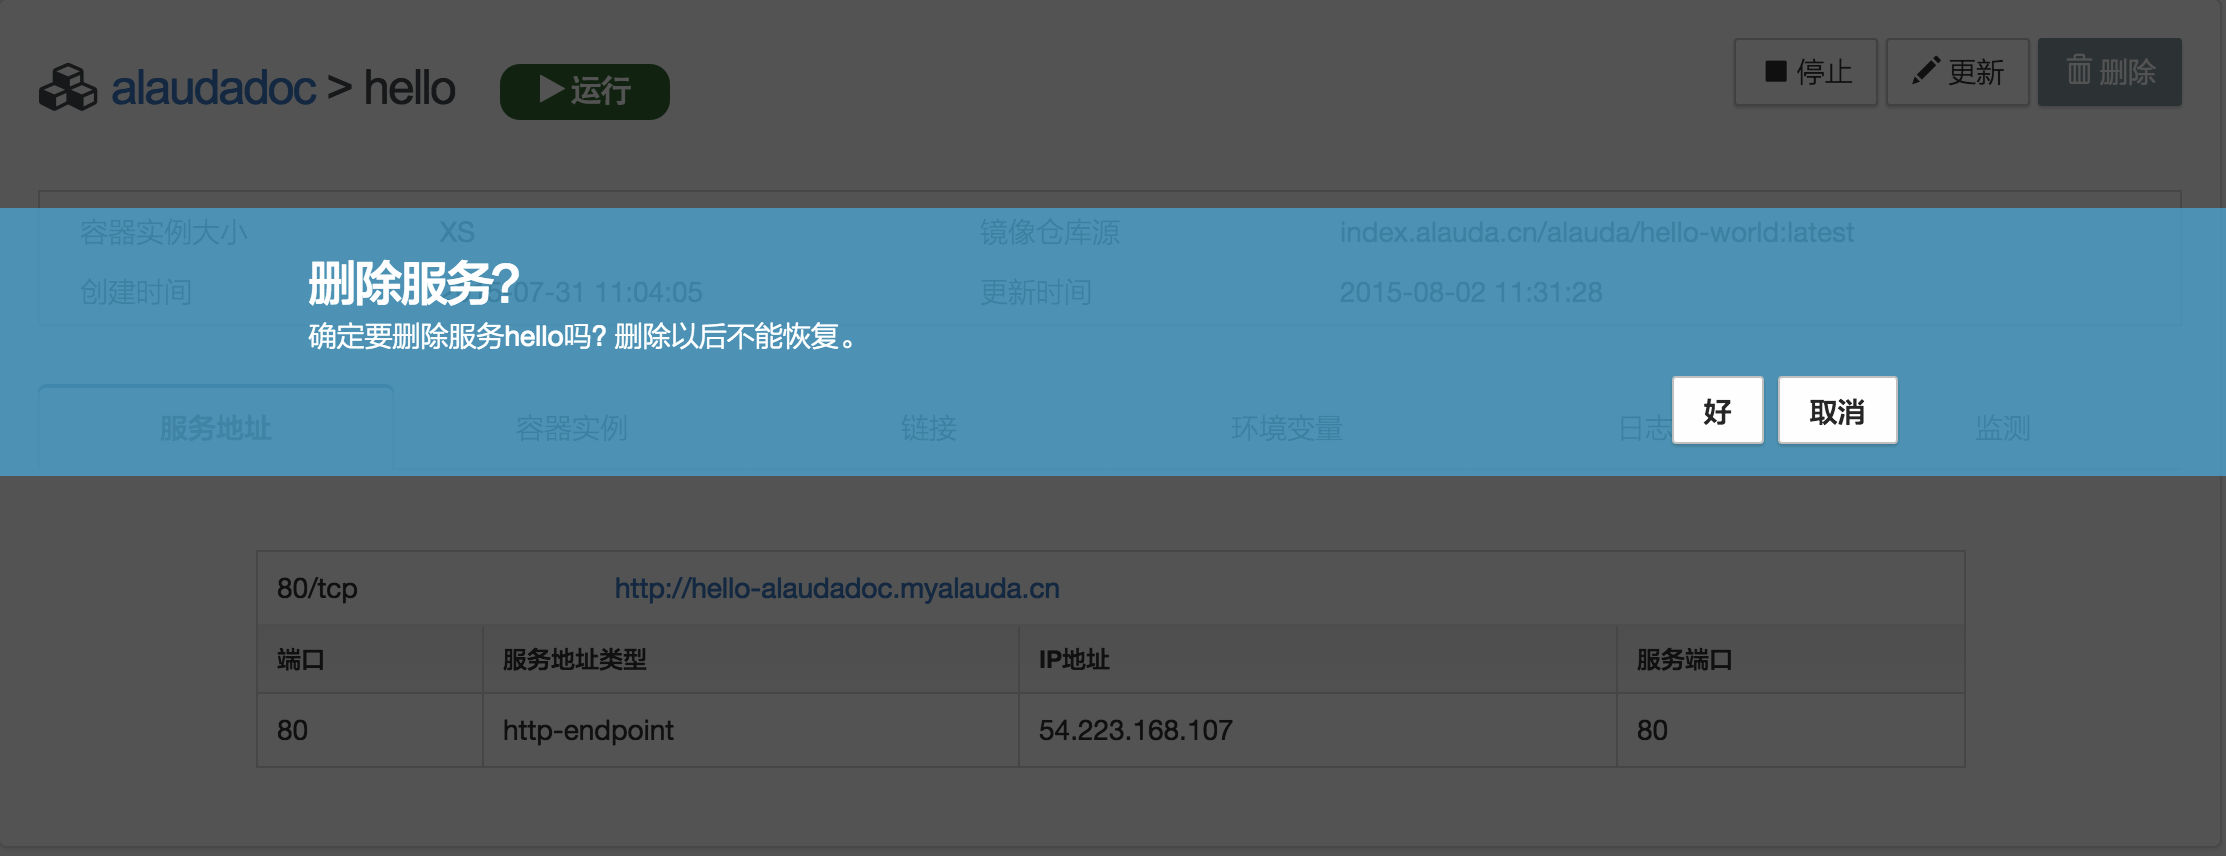 alaudadoc > hello 运行 停止 更新 删除
容器实例大小 XS 镜像仓库源 index.alauda.cn/alauda/hello-world:latest
删除服务?
创建时间 5-07-31 11:04:05 更新时间 2015-08-02 11:31:28
确定要删除服务hello吗? 删除以后不能恢复。
好 取消
服务地址 容器实例 链接 环境变量 日志 监测
80/tcp http://hello-alaudadoc.myalauda.cn
端口 服务地址类型 IP地址 服务端口
80 http-endpoint 54.223.168.107 80